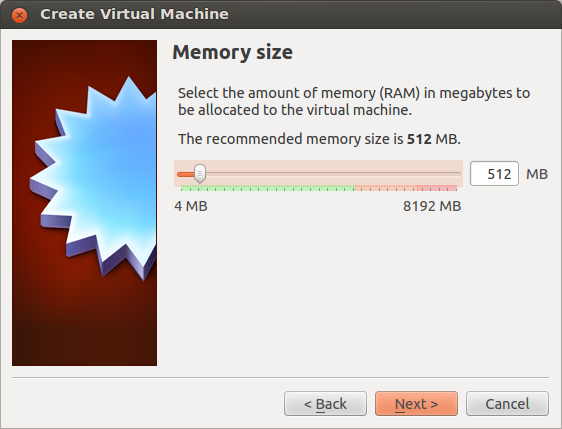 Create Virtual Machine
Memory size
Select the amount of memory (RAM) in megabytes to
be allocated to the virtual machine.
The recommended memory size is 512 MB.
512 MB
4 MB 8192 MB
< Back Next > Cancel